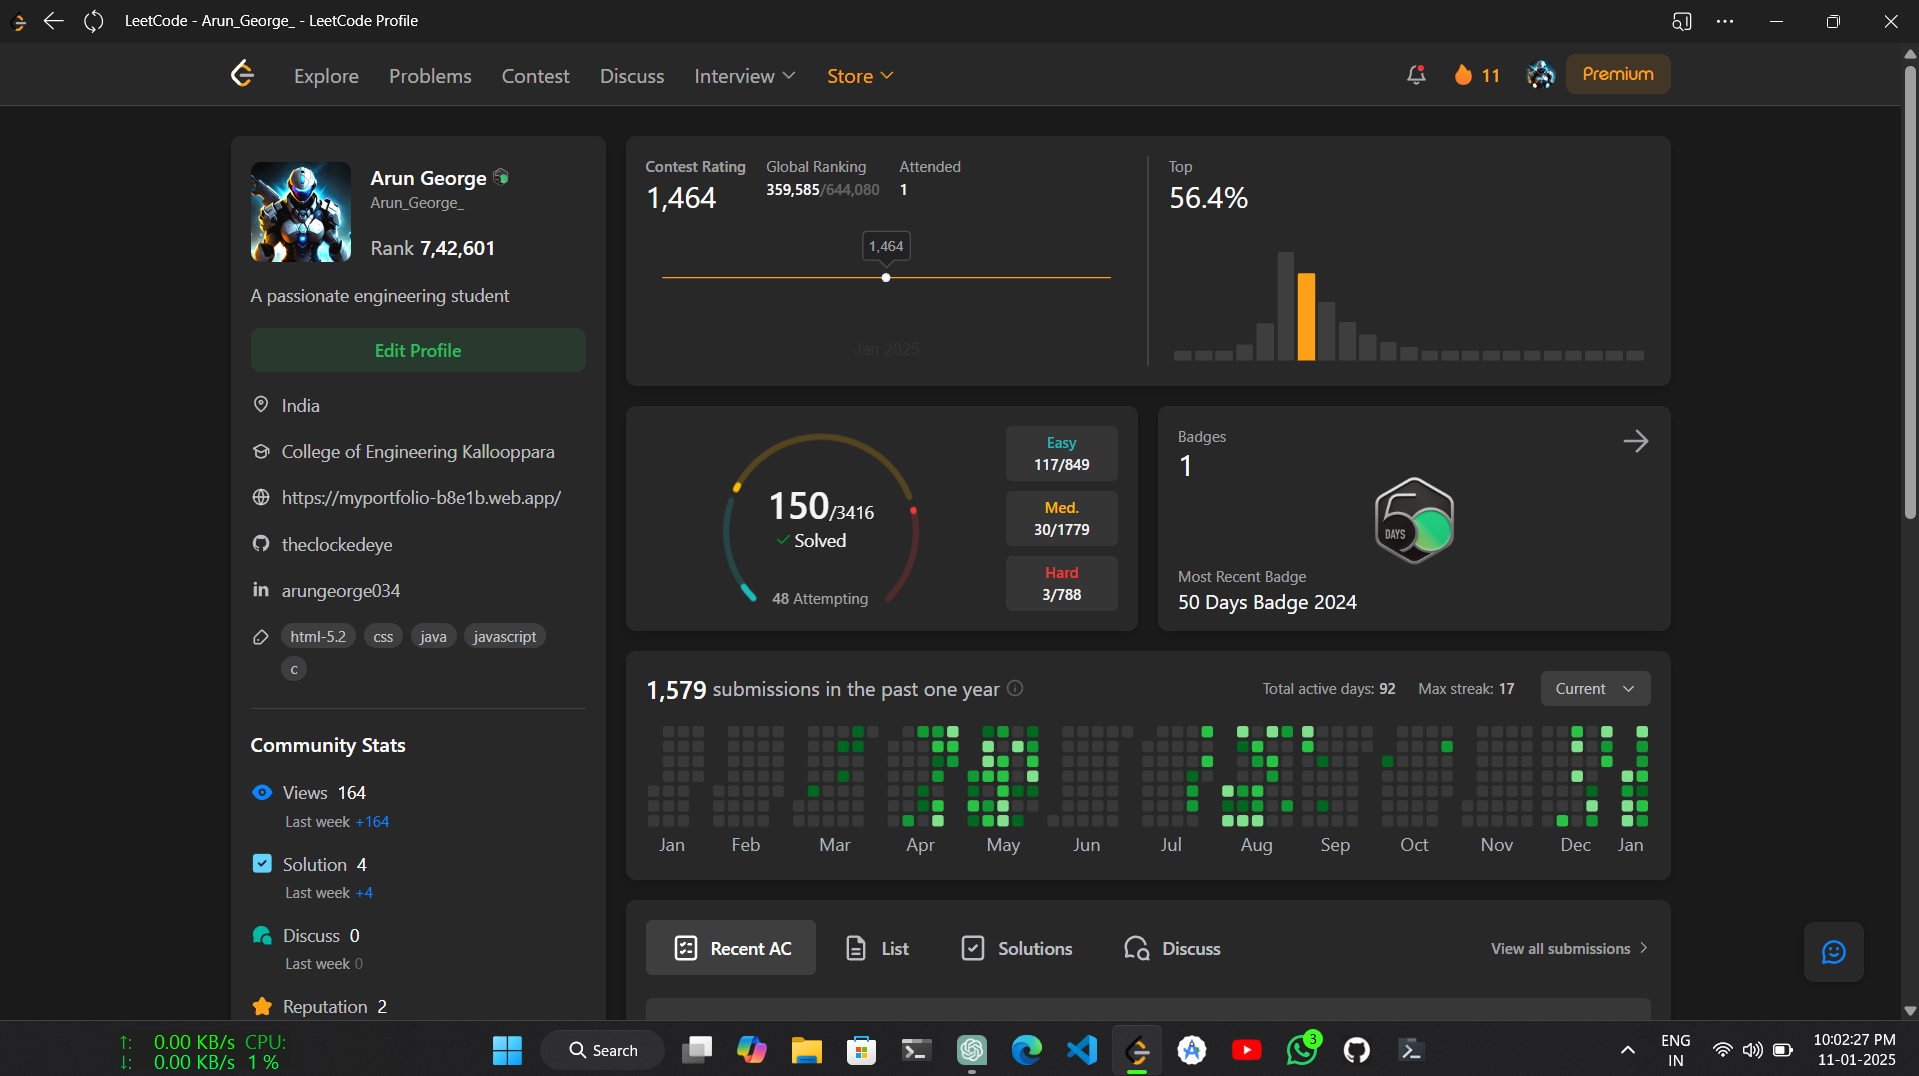 LeetCode - Arun_George_ - LeetCode Profile
Explore Problems Contest Discuss Interview Store 11 Premium
Arun George
Arun_George_
Rank 7,42,601
A passionate engineering student
Edit Profile
India
College of Engineering Kallooppara
https://myportfolio-b8e1b.web.app/
theclockedeye
in arungeorge034
html-5.2 css java javascript
c
Community Stats
Views 164
Last week +164
Solution 4
Last week +4
Discuss 0
Last week 0
Reputation 2
Contest Rating Global Ranking Attended
1,464 359,585/644,080 1
1,464
Jan 2025
Top
56.4%
150/3416
Solved
48 Attempting
Easy
117/849
Med.
30/1779
Hard
3/788
Badges
1
50
DAYS
Most Recent Badge
50 Days Badge 2024
1,579 submissions in the past one year Total active days: 92 Max streak: 17 Current
Jan Feb Mar Apr May Jun Jul Aug Sep Oct Nov Dec Jan
Recent AC List Solutions Discuss View all submissions
↑: 0.00 KB/s CPU:
↓: 0.00 KB/s 1 %
Search
3
ENG
IN
10:02:27 PM
11-01-2025